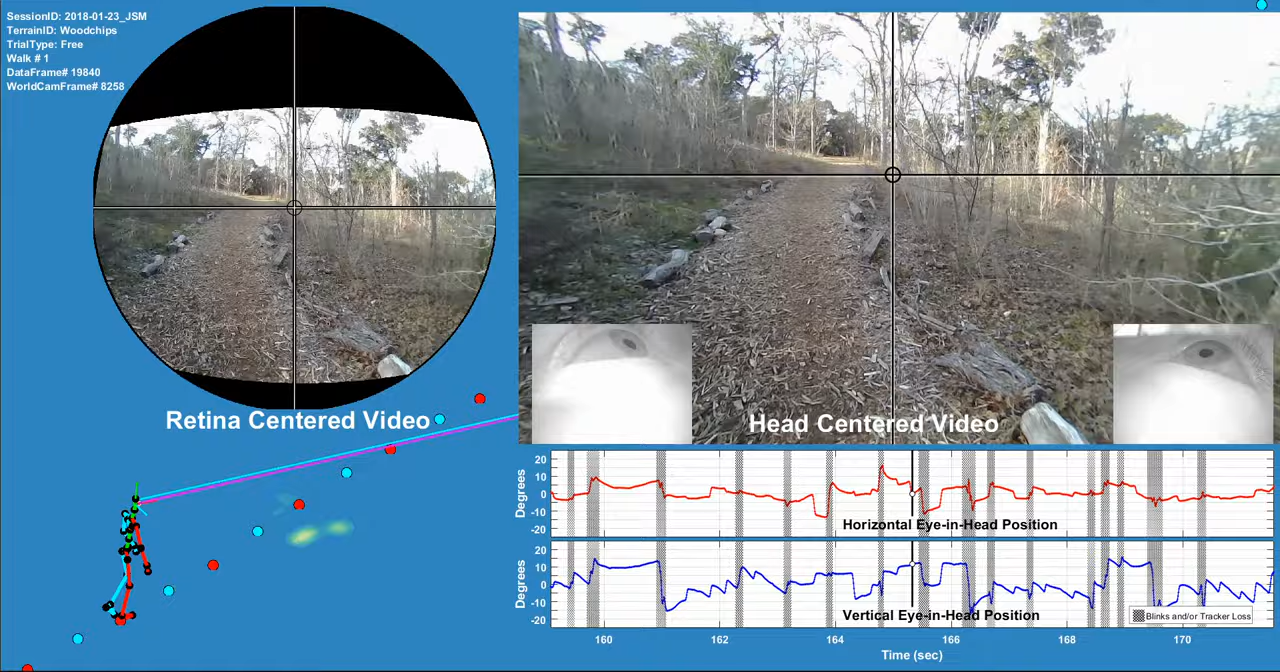 SessionID: 2018-01-23_JSM
TerrainID: Woodchips
TrialType: Free
Walk # 1
DataFrame# 19840
WorldCamFrame# 8258
Retina Centered Video
Head Centered Video
Degrees
20
10
0
-10
-20
Horizontal Eye-in-Head Position
Degrees
20
10
0
-10
-20
Vertical Eye-in-Head Position
Blinks and/or Tracker Loss
160 162 164 166 168 170
Time (sec)